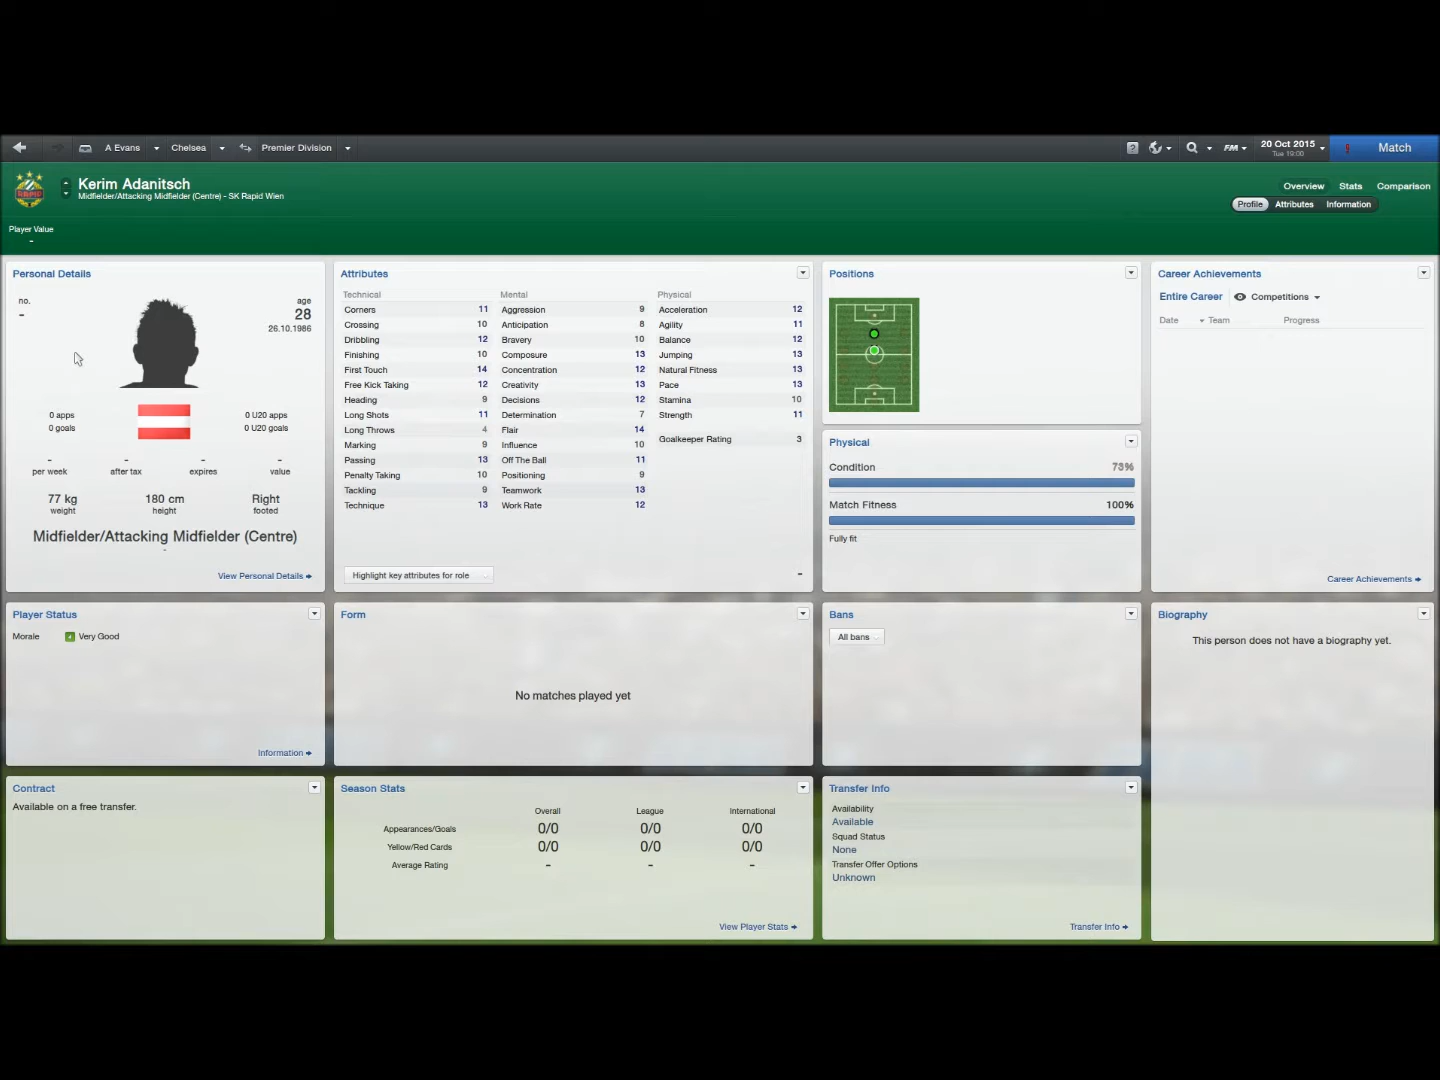 A Evans
Chelsea
Premier Division
FM
20 Oct 2015
Tue 19:00
Match
RAPID
Kerim Adanitsch
Midfielder/Attacking Midfielder (Centre) - SK Rapid Wien
Overview Stats Comparison
Profile Attributes Information
Player Value
-
Personal Details
no.
-
age
28
26.10.1986
0 apps
0 goals
0 U20 apps
0 U20 goals
- - - -
per week after tax expires value
77 kg 180 cm Right
weight height footed
Midfielder/Attacking Midfielder (Centre)
-
View Personal Details
Attributes
Technical Mental Physical
Corners 11 Aggression 9 Acceleration 12
Crossing 10 Anticipation 8 Agility 11
Dribbling 12 Bravery 10 Balance 12
Finishing 10 Composure 13 Jumping 13
First Touch 14 Concentration 12 Natural Fitness 13
Free Kick Taking 12 Creativity 13 Pace 13
Heading 9 Decisions 12 Stamina 10
Long Shots 11 Determination 7 Strength 11
Long Throws 4 Flair 14
Goalkeeper Rating 3
Marking 9 Influence 10
Passing 13 Off The Ball 11
Penalty Taking 10 Positioning 9
Tackling 9 Teamwork 13
Technique 13 Work Rate 12
Highlight key attributes for role
-
Positions
Physical
Condition 73%
Match Fitness 100%
Fully fit
Career Achievements
Entire Career Competitions
Date Team Progress
Career Achievements
Player Status
Morale Very Good
Information
Form
No matches played yet
Bans
All bans
Biography
This person does not have a biography yet.
Contract
Available on a free transfer.
Season Stats
Overall League International
Appearances/Goals 0/0 0/0 0/0
Yellow/Red Cards 0/0 0/0 0/0
Average Rating - - -
View Player Stats
Transfer Info
Availability
Available
Squad Status
None
Transfer Offer Options
Unknown
Transfer Info